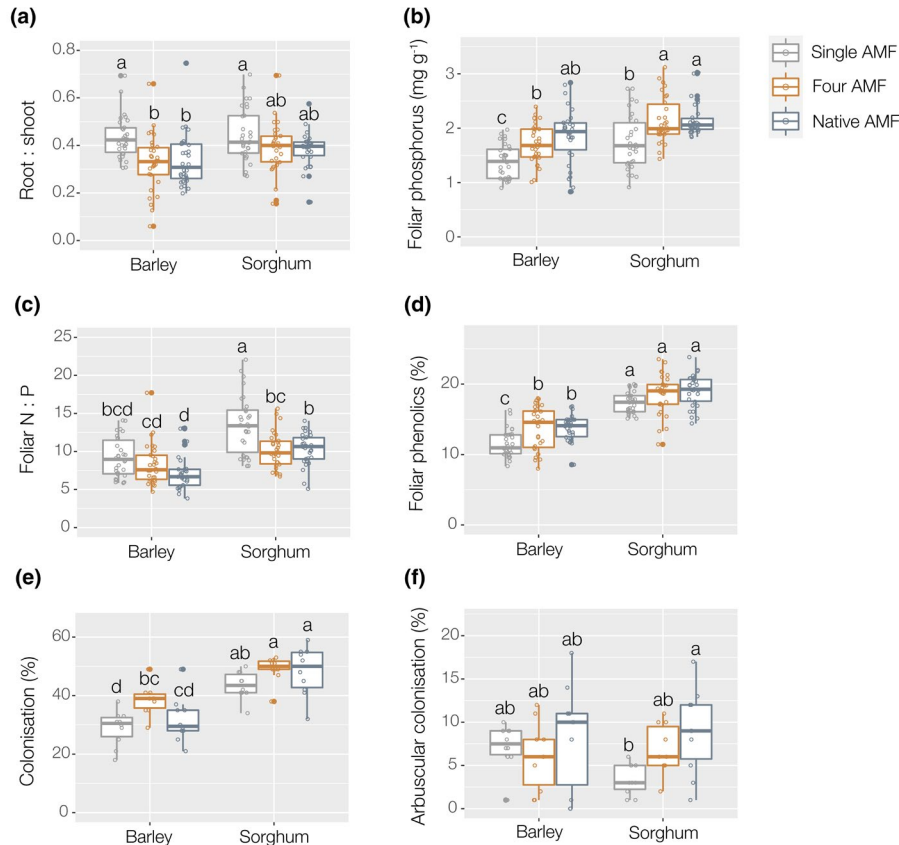 (a)
Root : shoot
0.8
0.6
0.4
0.2
0.0
a
b
b
a
ab
ab
Barley
Sorghum
(b)
Foliar phosphorus (mg g⁻¹)
3
2
1
0
c
b
ab
b
a
a
Barley
Sorghum
Single AMF
Four AMF
Native AMF
(c)
Foliar N : P
25
20
15
10
5
0
bcd
cd
d
a
bc
b
Barley
Sorghum
(d)
Foliar phenolics (%)
20
10
0
c
b
b
a
a
a
Barley
Sorghum
(e)
Colonisation (%)
60
40
20
0
d
bc
cd
ab
a
a
Barley
Sorghum
(f)
Arbuscular colonisation (%)
20
15
10
5
0
ab
ab
ab
b
ab
a
Barley
Sorghum